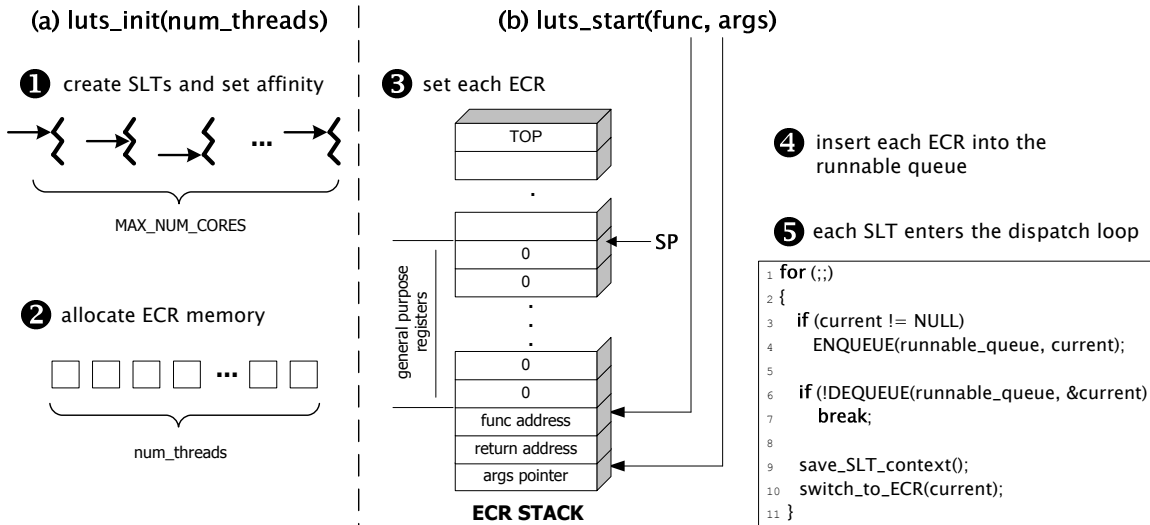 (a) luts_init(num_threads)
❶ create SLTs and set affinity
...
MAX_NUM_CORES
❷ allocate ECR memory
...
num_threads
(b) luts_start(func, args)
❸ set each ECR
TOP
.
SP
0
0
.
.
.
general purpose
registers
0
0
func address
return address
args pointer
ECR STACK
❹ insert each ECR into the
runnable queue
❺ each SLT enters the dispatch loop
1 for (;;)
2 {
3 if (current != NULL)
4 ENQUEUE(runnable_queue, current);
5
6 if (!DEQUEUE(runnable_queue, &current)
7 break;
8
9 save_SLT_context();
10 switch_to_ECR(current);
11 }